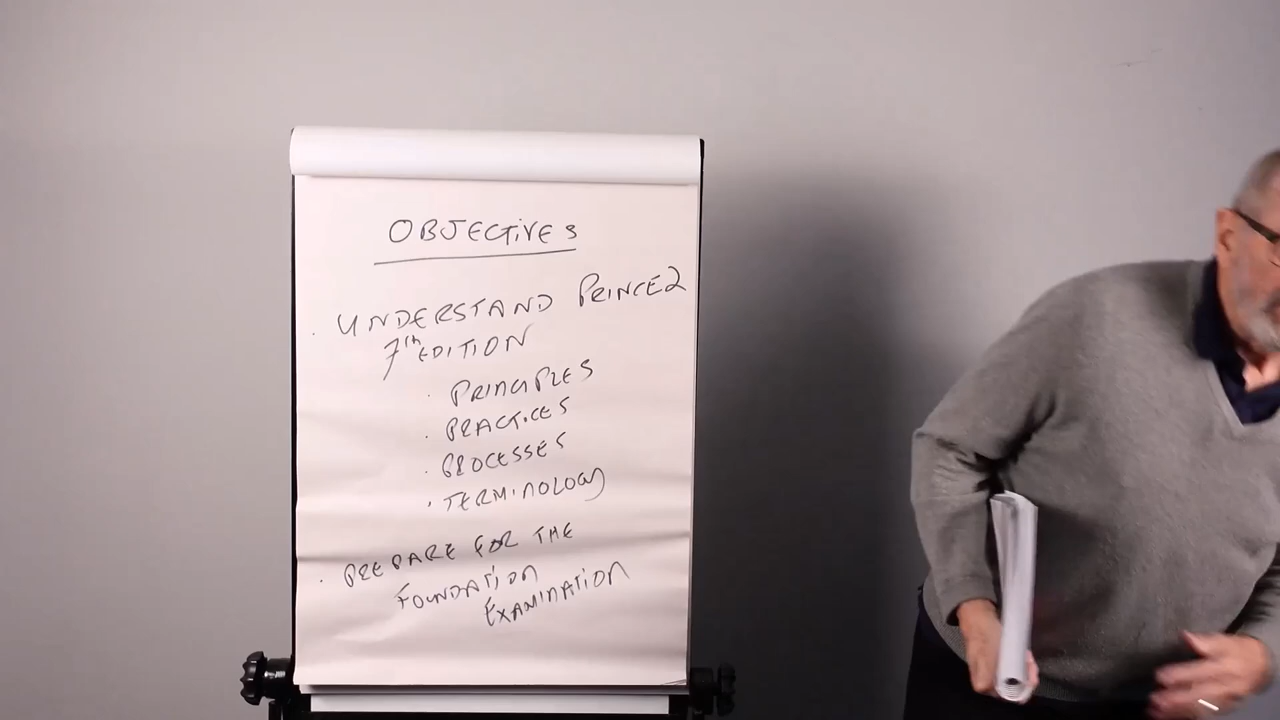 OBJECTIVES
· UNDERSTAND PRINCE2
7th EDITION
· PRINCIPLES
· PRACTICES
· PROCESSES
· TERMINOLOGY
· PREPARE FOR THE
FOUNDATION
EXAMINATION